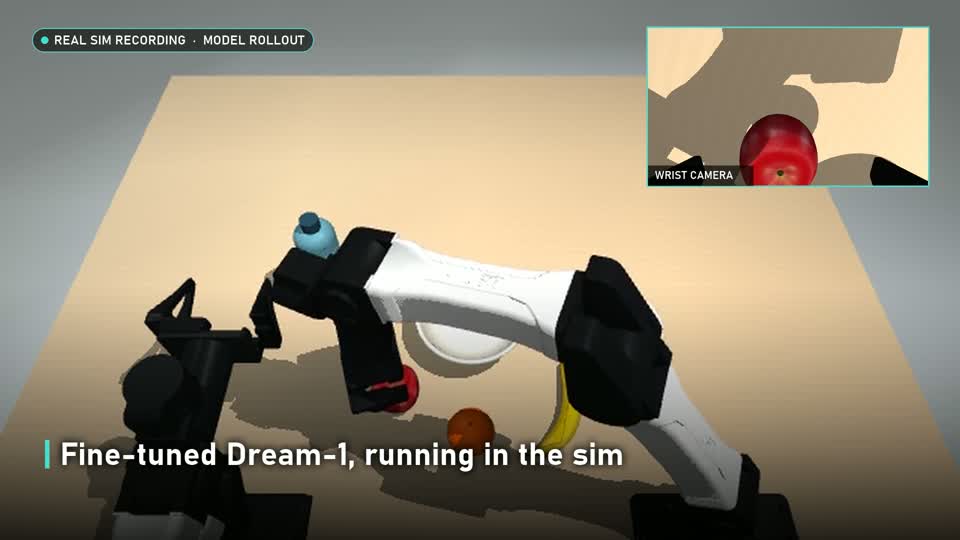 REAL SIM RECORDING · MODEL ROLLOUT
WRIST CAMERA
Fine-tuned Dream-1, running in the sim